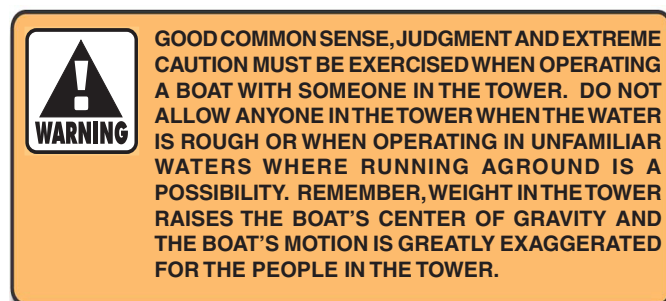 WARNING
GOOD COMMON SENSE, JUDGMENT AND EXTREME
CAUTION MUST BE EXERCISED WHEN OPERATING
A BOAT WITH SOMEONE IN THE TOWER. DO NOT
ALLOW ANYONE IN THE TOWER WHEN THE WATER
IS ROUGH OR WHEN OPERATING IN UNFAMILIAR
WATERS WHERE RUNNING AGROUND IS A
POSSIBILITY. REMEMBER, WEIGHT IN THE TOWER
RAISES THE BOAT'S CENTER OF GRAVITY AND
THE BOAT'S MOTION IS GREATLY EXAGGERATED
FOR THE PEOPLE IN THE TOWER.